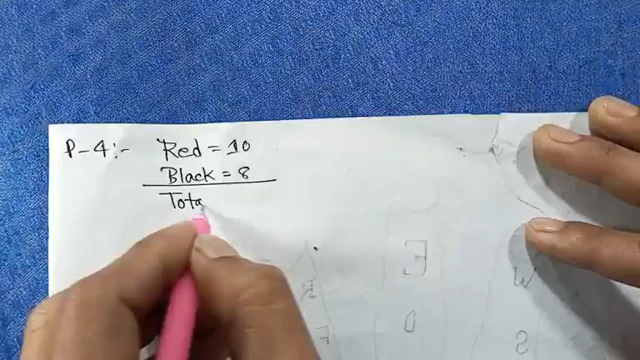 P-4:- Red = 10
Black = 8
Tota